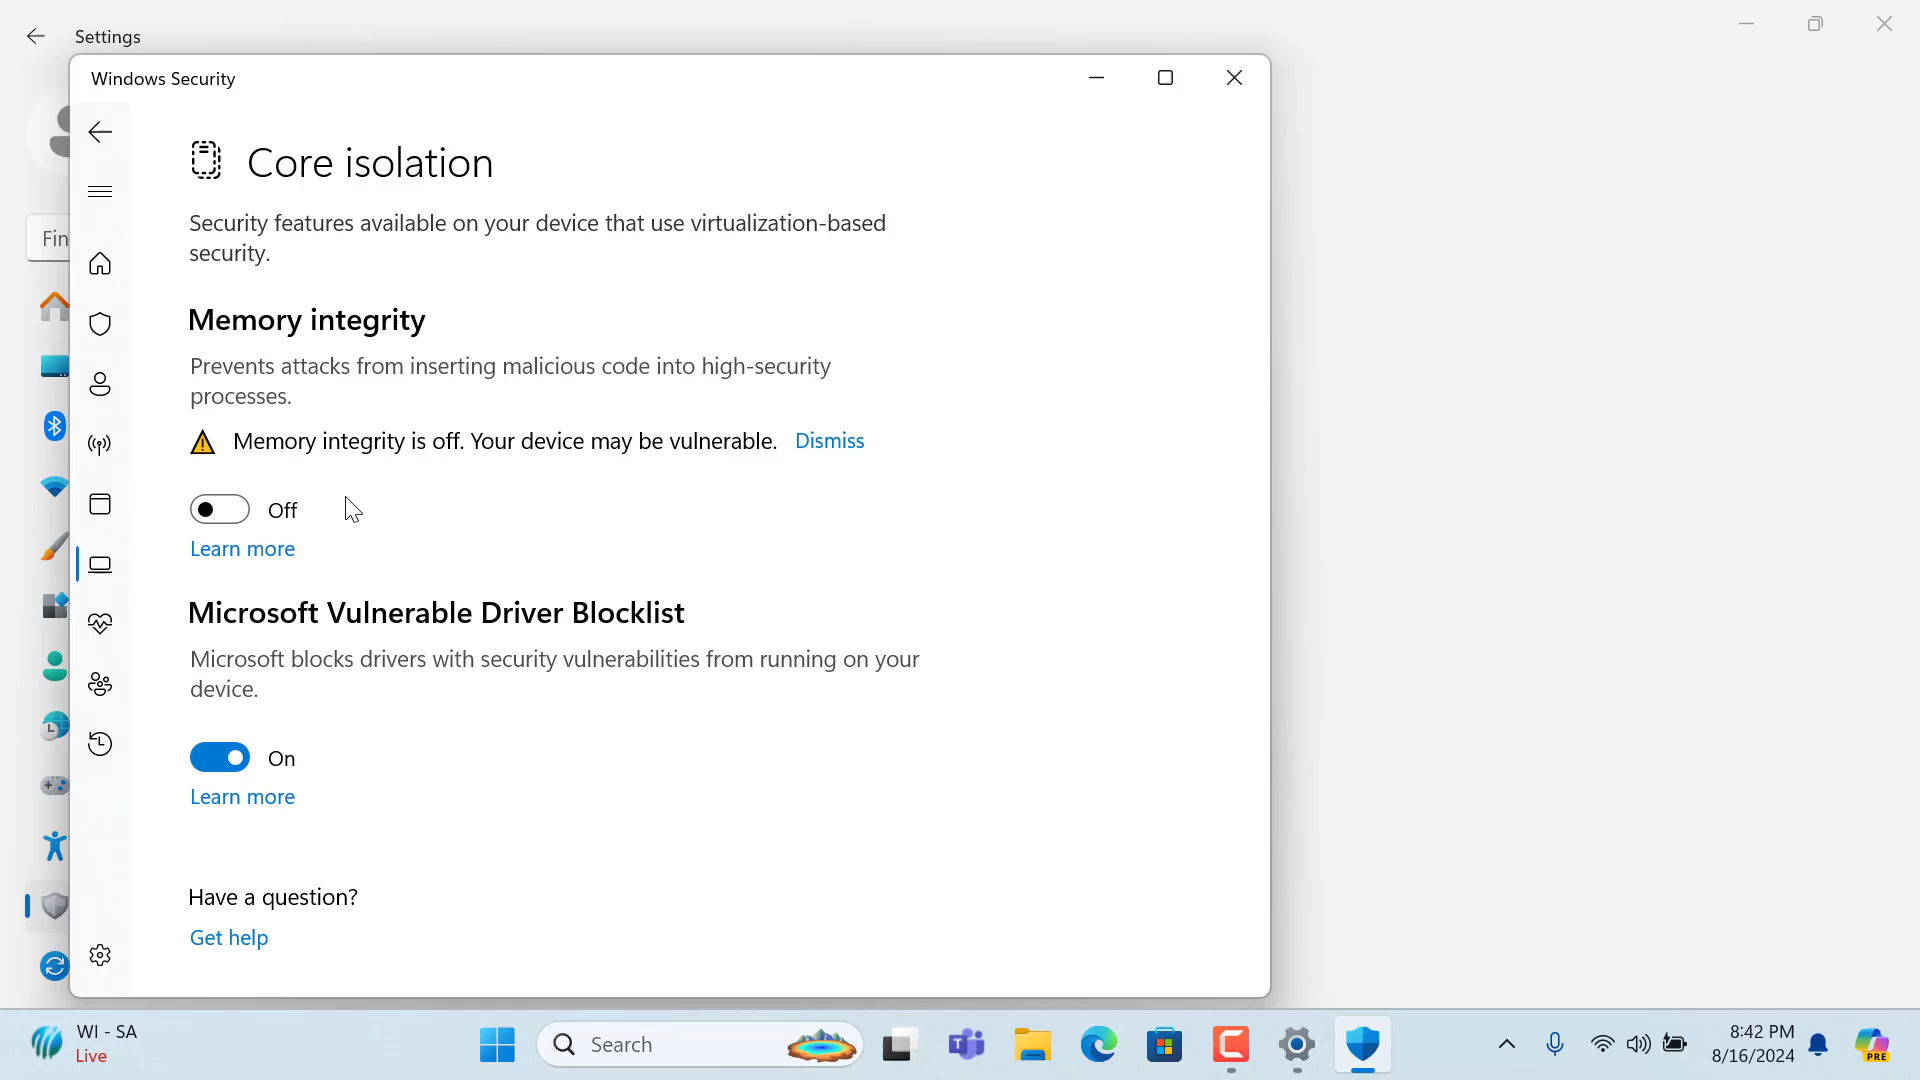 Settings
Windows Security
Core isolation
Security features available on your device that use virtualization-based
security.
Fin
Memory integrity
Prevents attacks from inserting malicious code into high-security
processes.
Memory integrity is off. Your device may be vulnerable. Dismiss
Off
Learn more
Microsoft Vulnerable Driver Blocklist
Microsoft blocks drivers with security vulnerabilities from running on your
device.
On
Learn more
Have a question?
Get help
WI - SA
Live
Search
8:42 PM
8/16/2024
PRE